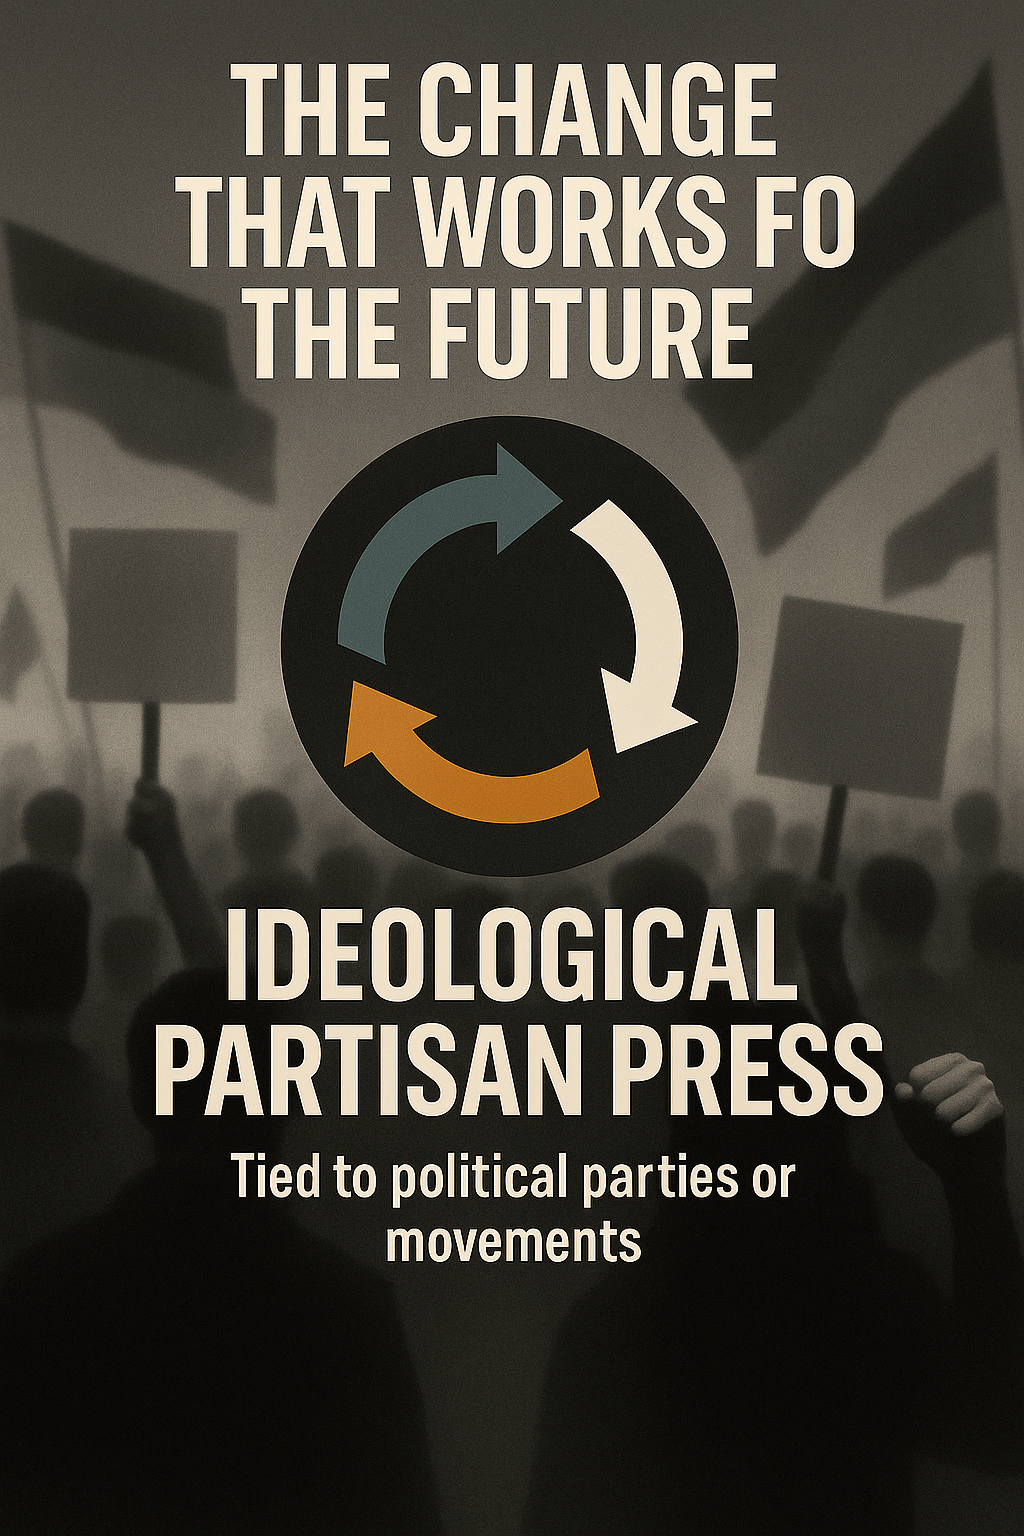 THE CHANGE
THAT WORKS FO
THE FUTURE
IDEOLOGICAL
PARTISAN PRESS
Tied to political parties or
movements